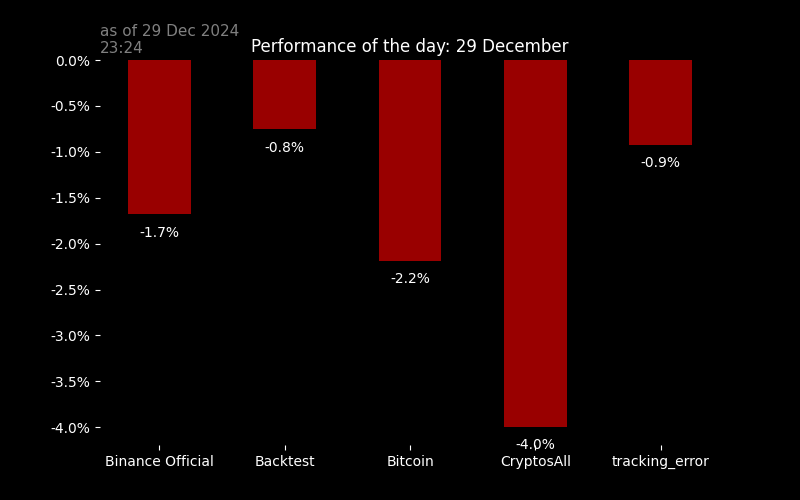 as of 29 Dec 2024
23:24
Performance of the day: 29 December
0.0%
-0.5%
-1.0%
-1.5%
-2.0%
-2.5%
-3.0%
-3.5%
-4.0%
-1.7%
-0.8%
-2.2%
-4.0%
-0.9%
Binance Official
Backtest
Bitcoin
CryptosAll
tracking_error